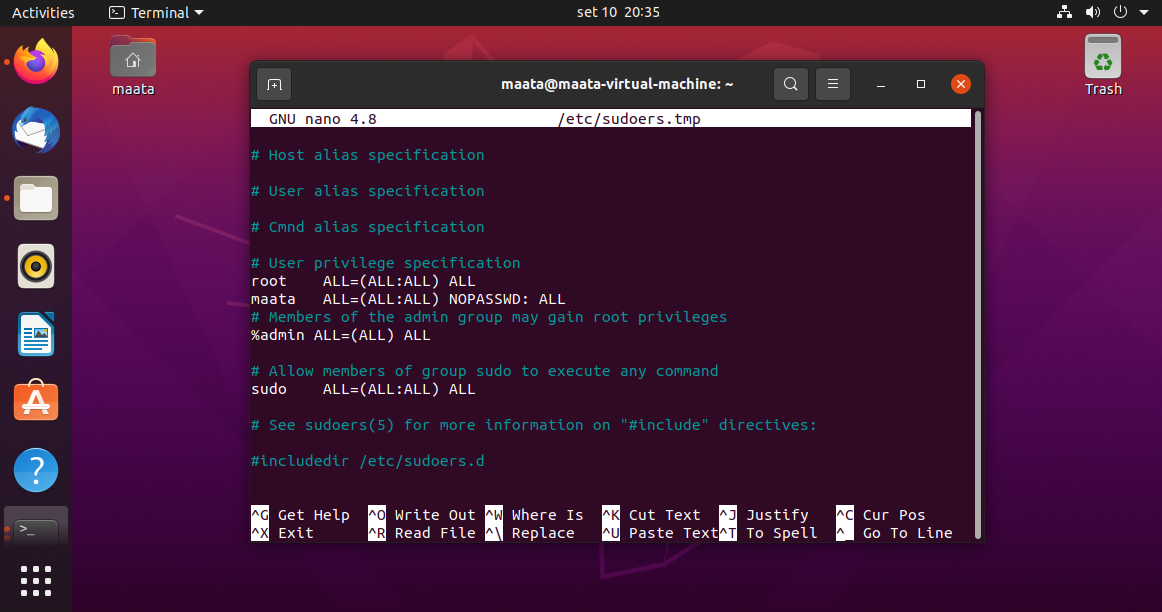 Activities Terminal set 10 20:35
maata
Trash
maata@maata-virtual-machine: ~
GNU nano 4.8 /etc/sudoers.tmp
# Host alias specification
# User alias specification
# Cmnd alias specification
# User privilege specification
root ALL=(ALL:ALL) ALL
maata ALL=(ALL:ALL) NOPASSWD: ALL
# Members of the admin group may gain root privileges
%admin ALL=(ALL) ALL
# Allow members of group sudo to execute any command
sudo ALL=(ALL:ALL) ALL
# See sudoers(5) for more information on "#include" directives:
#includedir /etc/sudoers.d
^G Get Help ^O Write Out ^W Where Is ^K Cut Text ^J Justify ^C Cur Pos
^X Exit ^R Read File ^\ Replace ^U Paste Text ^T To Spell ^_ Go To Line